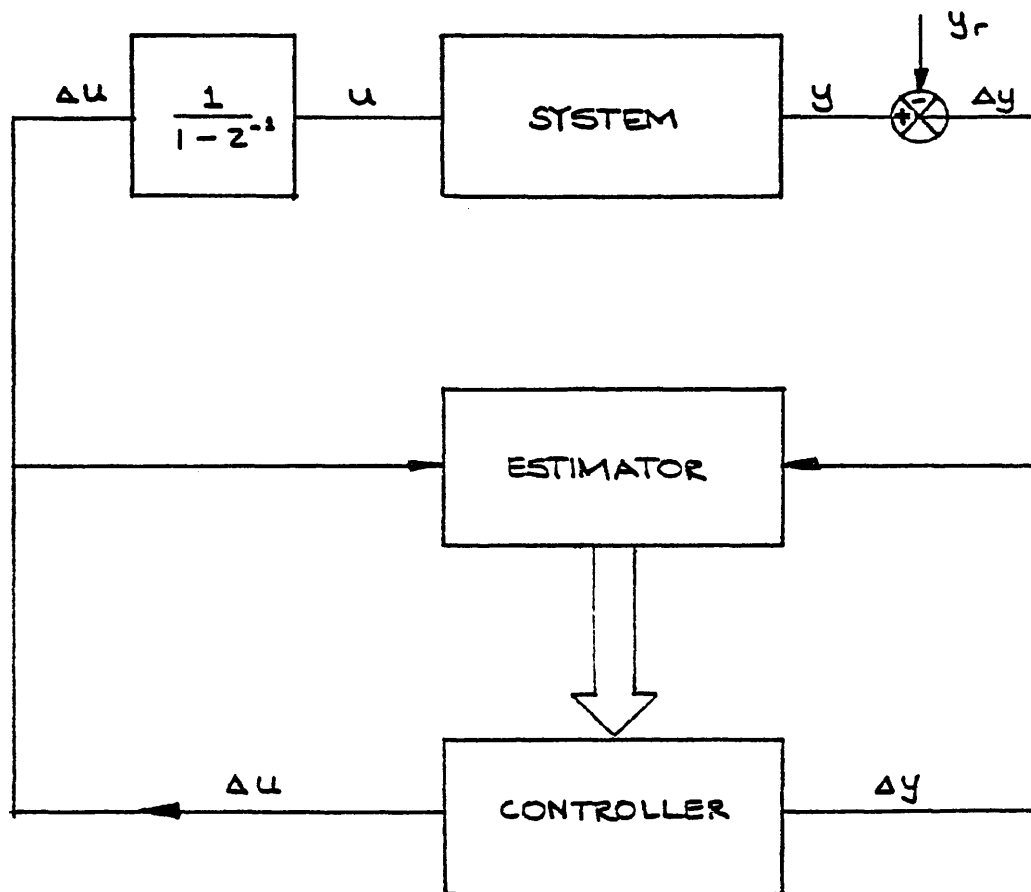 yr
Δu
1
1 - z⁻¹
u
SYSTEM
y
-
+
Δy
ESTIMATOR
Δu
CONTROLLER
Δy